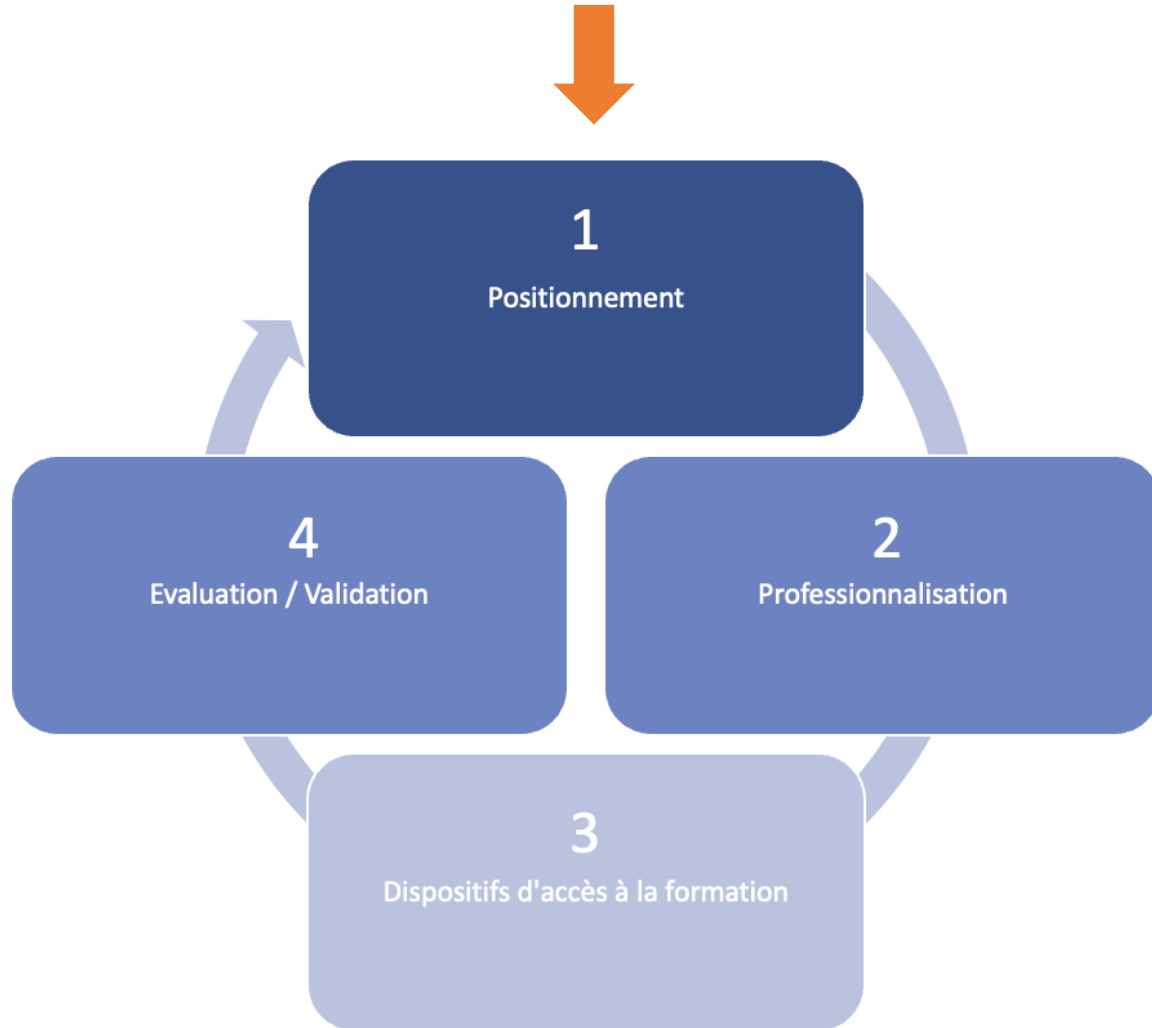 1
Positionnement
2
Professionnalisation
3
Dispositifs d'accès à la formation
4
Evaluation / Validation